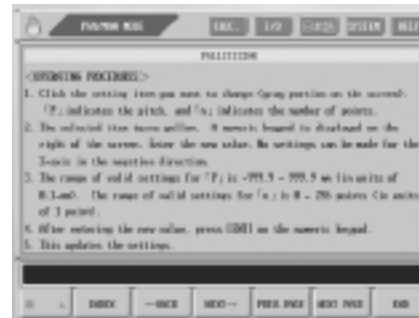 PROGRAM MODE
EXEC. I/O SYSTEM HELP
PALLETIZING
<OPERATING PROCEDURES>
1. Click the setting item you want to change (gray portion on the screen).
「P」 indicates the pitch, and 「n」 indicates the number of points.
2. The selected item turns yellow. A numeric keypad is displayed on the
right of the screen. Enter the new value. No settings can be made for the
Z-axis in the negative direction.
3. The range of valid settings for 「P」 is -999.9 - 999.9 mm (in units of
0.1mm). The range of valid settings for 「n」 is 0 - 256 points (in units
of 1 point).
4. After entering the new value, press [ENT] on the numeric keypad.
5. This updates the settings.
INDEX ←BACK NEXT→ PREV. PAGE NEXT PAGE END